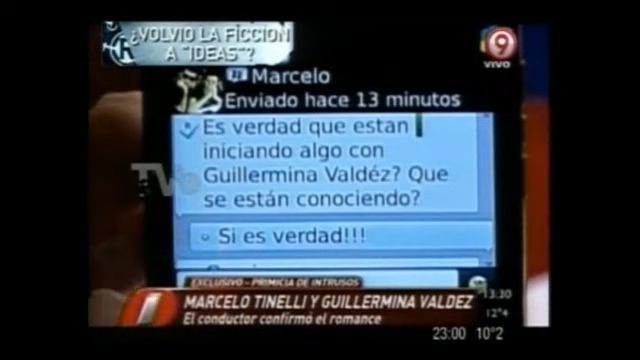 ¿VOLVIO LA FICCION
A "IDEAS"?
9
VIVO
Marcelo
Enviado hace 13 minutos
Es verdad que estan
iniciando algo con
Guillermina Valdéz? Que
se están conociendo?
Si es verdad!!!
EXCLUSIVO - PRIMICIA DE INTRUSOS
MARCELO TINELLI Y GUILLERMINA VALDEZ
El conductor confirmó el romance
13:30
12°4
23:00 10°2